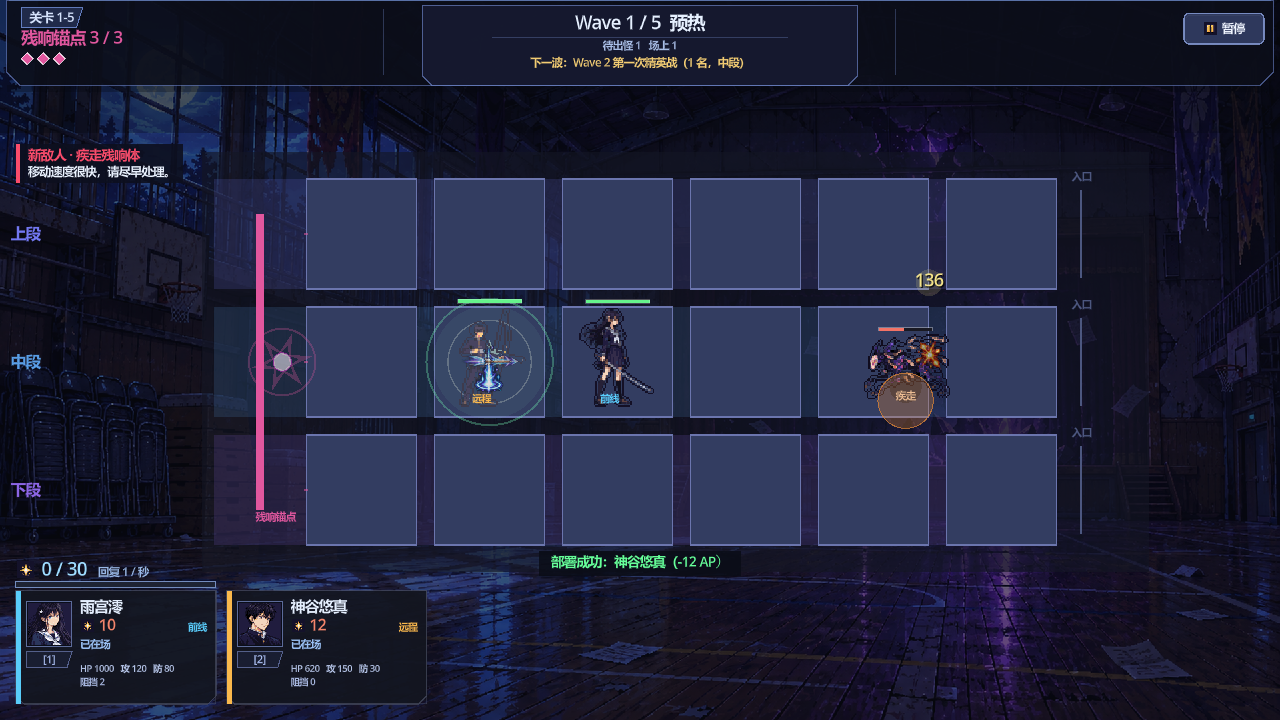 关卡 1-5
残响锚点 3 / 3
Wave 1 / 5 预热
待出怪 1 场上 1
下一波：Wave 2 第一次精英战（1 名，中段）
暂停
新敌人 · 疾走残响体
移动速度很快，请尽早处理。
入口
上段
136
入口
中段
远程
前线
疾走
入口
下段
残响锚点
部署成功：神谷悠真（-12 AP）
0 / 30 回复 1 / 秒
雨宫澪
10
前线
已在场
[1]
HP 1000 攻 120 防 80
阻挡 2
神谷悠真
12
远程
已在场
[2]
HP 620 攻 150 防 30
阻挡 0